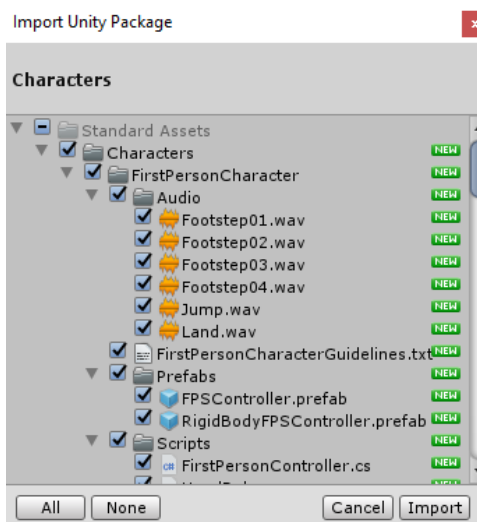 Import Unity Package
Characters
Standard Assets
Characters NEW
FirstPersonCharacter NEW
Audio NEW
Footstep01.wav NEW
Footstep02.wav NEW
Footstep03.wav NEW
Footstep04.wav NEW
Jump.wav NEW
Land.wav NEW
FirstPersonCharacterGuidelines.txt NEW
Prefabs NEW
FPSController.prefab NEW
RigidBodyFPSController.prefab NEW
Scripts NEW
FirstPersonController.cs NEW
All None Cancel Import